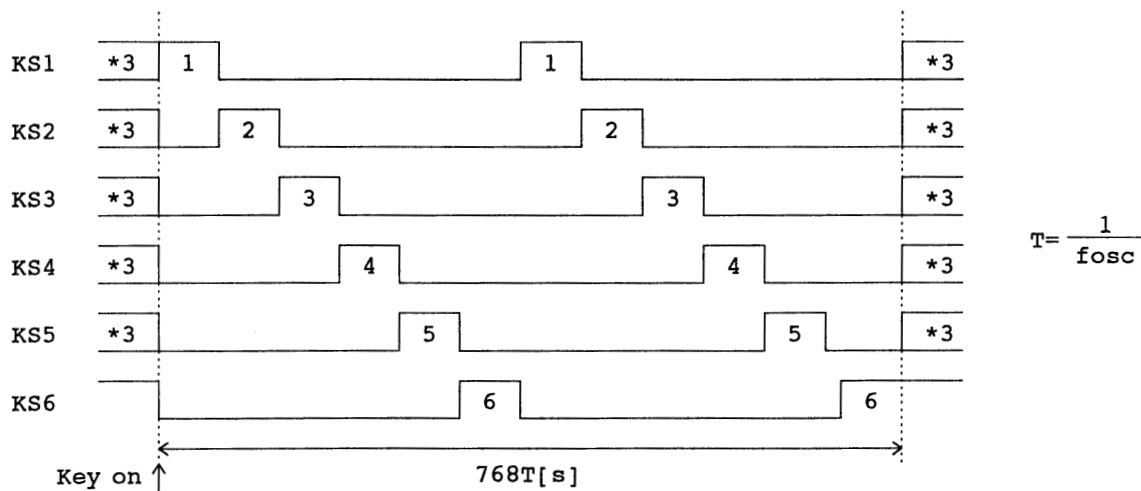 KS1 *3 1 1 *3
KS2 *3 2 2 *3
KS3 *3 3 3 *3
T= 1
fosc
KS4 *3 4 4 *3
KS5 *3 5 5 *3
KS6 6 6
768T[s]
Key on